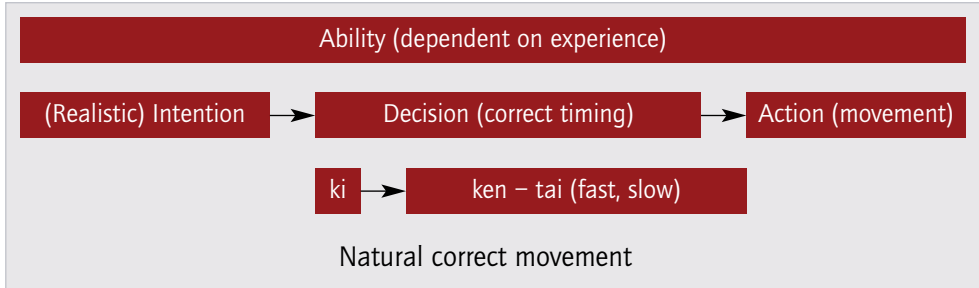 Ability (dependent on experience)
(Realistic) Intention
Decision (correct timing)
Action (movement)
ki
ken – tai (fast, slow)
Natural correct movement